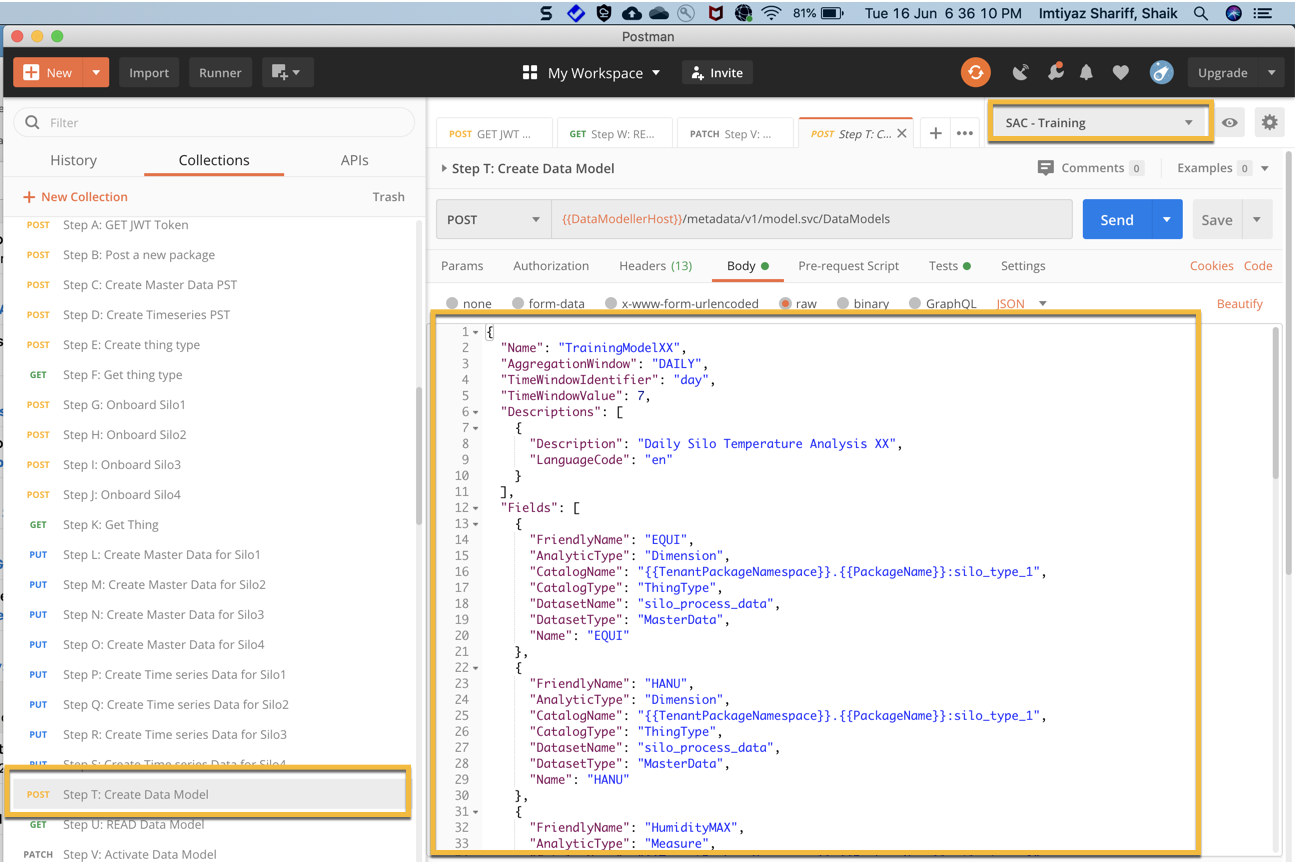 81% Tue 16 Jun 6 36 10 PM Imtiyaz Shariff, Shaik
Postman
New Import Runner My Workspace Invite Upgrade
Filter
History Collections APIs
New Collection Trash
POST Step A: GET JWT Token
POST Step B: Post a new package
POST Step C: Create Master Data PST
POST Step D: Create Timeseries PST
POST Step E: Create thing type
GET Step F: Get thing type
POST Step G: Onboard Silo1
POST Step H: Onboard Silo2
POST Step I: Onboard Silo3
POST Step J: Onboard Silo4
GET Step K: Get Thing
PUT Step L: Create Master Data for Silo1
PUT Step M: Create Master Data for Silo2
PUT Step N: Create Master Data for Silo3
PUT Step O: Create Master Data for Silo4
PUT Step P: Create Time series Data for Silo1
PUT Step Q: Create Time series Data for Silo2
PUT Step R: Create Time series Data for Silo3
PUT Step S: Create Time series Data for Silo4
POST Step T: Create Data Model
GET Step U: READ Data Model
PATCH Step V: Activate Data Model
POST GET JWT ... GET Step W: RE... PATCH Step V: ... POST Step T: C... SAC - Training
Step T: Create Data Model Comments 0 Examples 0
POST {{DataModellerHost}}/metadata/v1/model.svc/DataModels Send Save
Params Authorization Headers (13) Body Pre-request Script Tests Settings Cookies Code
none form-data x-www-form-urlencoded raw binary GraphQL JSON Beautify
1 {
2 "Name": "TrainingModelXX",
3 "AggregationWindow": "DAILY",
4 "TimeWindowIdentifier": "day",
5 "TimeWindowValue": 7,
6 "Descriptions": [
7 {
8 "Description": "Daily Silo Temperature Analysis XX",
9 "LanguageCode": "en"
10 }
11 ],
12 "Fields": [
13 {
14 "FriendlyName": "EQUI",
15 "AnalyticType": "Dimension",
16 "CatalogName": "{{TenantPackageNamespace}}.{{PackageName}}:silo_type_1",
17 "CatalogType": "ThingType",
18 "DatasetName": "silo_process_data",
19 "DatasetType": "MasterData",
20 "Name": "EQUI"
21 },
22 {
23 "FriendlyName": "HANU",
24 "AnalyticType": "Dimension",
25 "CatalogName": "{{TenantPackageNamespace}}.{{PackageName}}:silo_type_1",
26 "CatalogType": "ThingType",
27 "DatasetName": "silo_process_data",
28 "DatasetType": "MasterData",
29 "Name": "HANU"
30 },
31 {
32 "FriendlyName": "HumidityMAX",
33 "AnalyticType": "Measure",